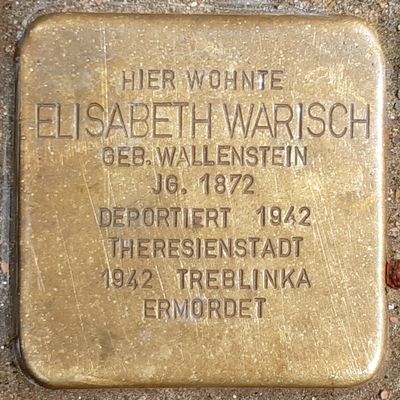 HIER WOHNTE
ELISABETH WARISCH
GEB. WALLENSTEIN
JG. 1872
DEPORTIERT 1942
THERESIENSTADT
1942 TREBLINKA
ERMORDET